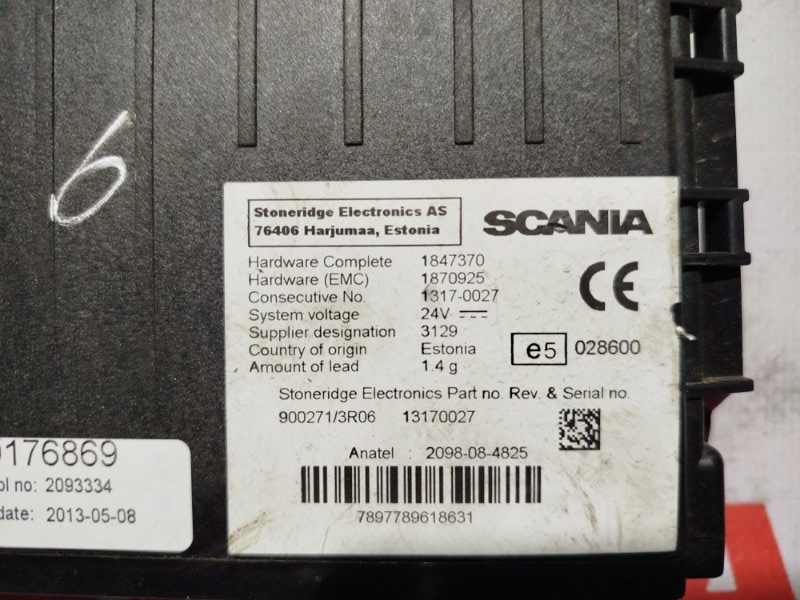 6
Stoneridge Electronics AS
76406 Harjumaa, Estonia
SCANIA
Hardware Complete 1847370
Hardware (EMC) 1870925
Consecutive No. 1317-0027
System voltage 24V
Supplier designation 3129
Country of origin Estonia
Amount of lead 1.4 g
CE
e5 028600
Stoneridge Electronics Part no. Rev. & Serial no.
900271/3R06 13170027
Anatel : 2098-08-4825
7897789618631
176869
ol no: 2093334
date: 2013-05-08